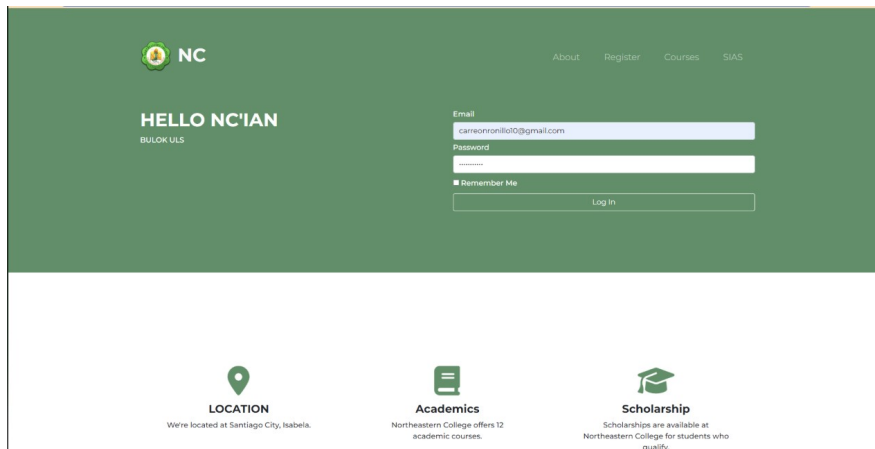 NC
About Register Courses SIAS
HELLO NC'IAN
BULOK ULS
Email
carreonronillo10@gmail.com
Password
Remember Me
Log In
LOCATION
We're located at Santiago City, Isabela.
Academics
Northeastern College offers 12
academic courses.
Scholarship
Scholarships are available at
Northeastern College for students who
qualify.